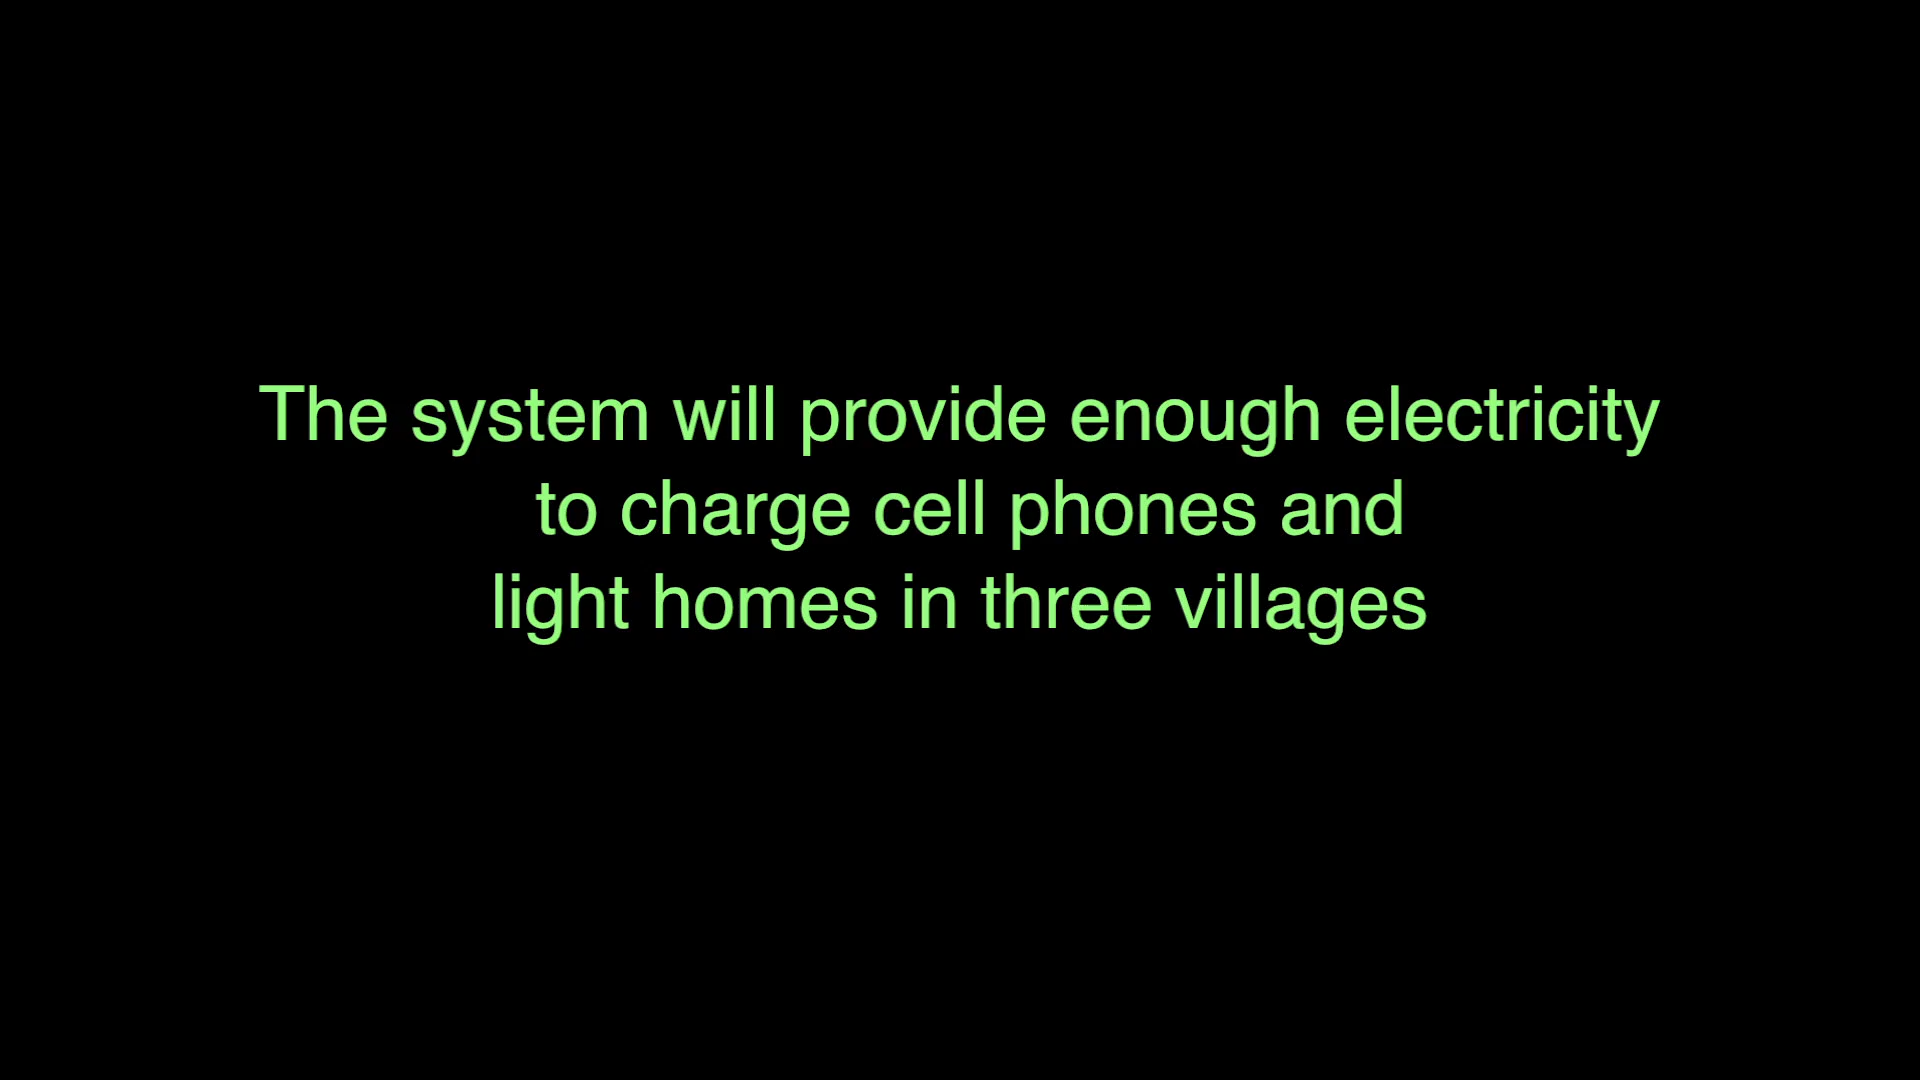 The system will provide enough electricity
to charge cell phones and
light homes in three villages